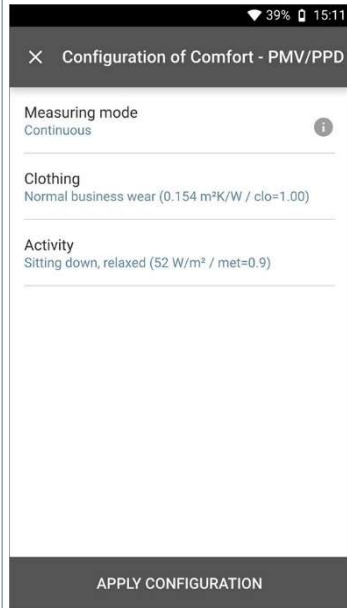 39% 15:11
Configuration of Comfort - PMV/PPD
Measuring mode
Continuous
Clothing
Normal business wear (0.154 m²K/W / clo=1.00)
Activity
Sitting down, relaxed (52 W/m² / met=0.9)
APPLY CONFIGURATION